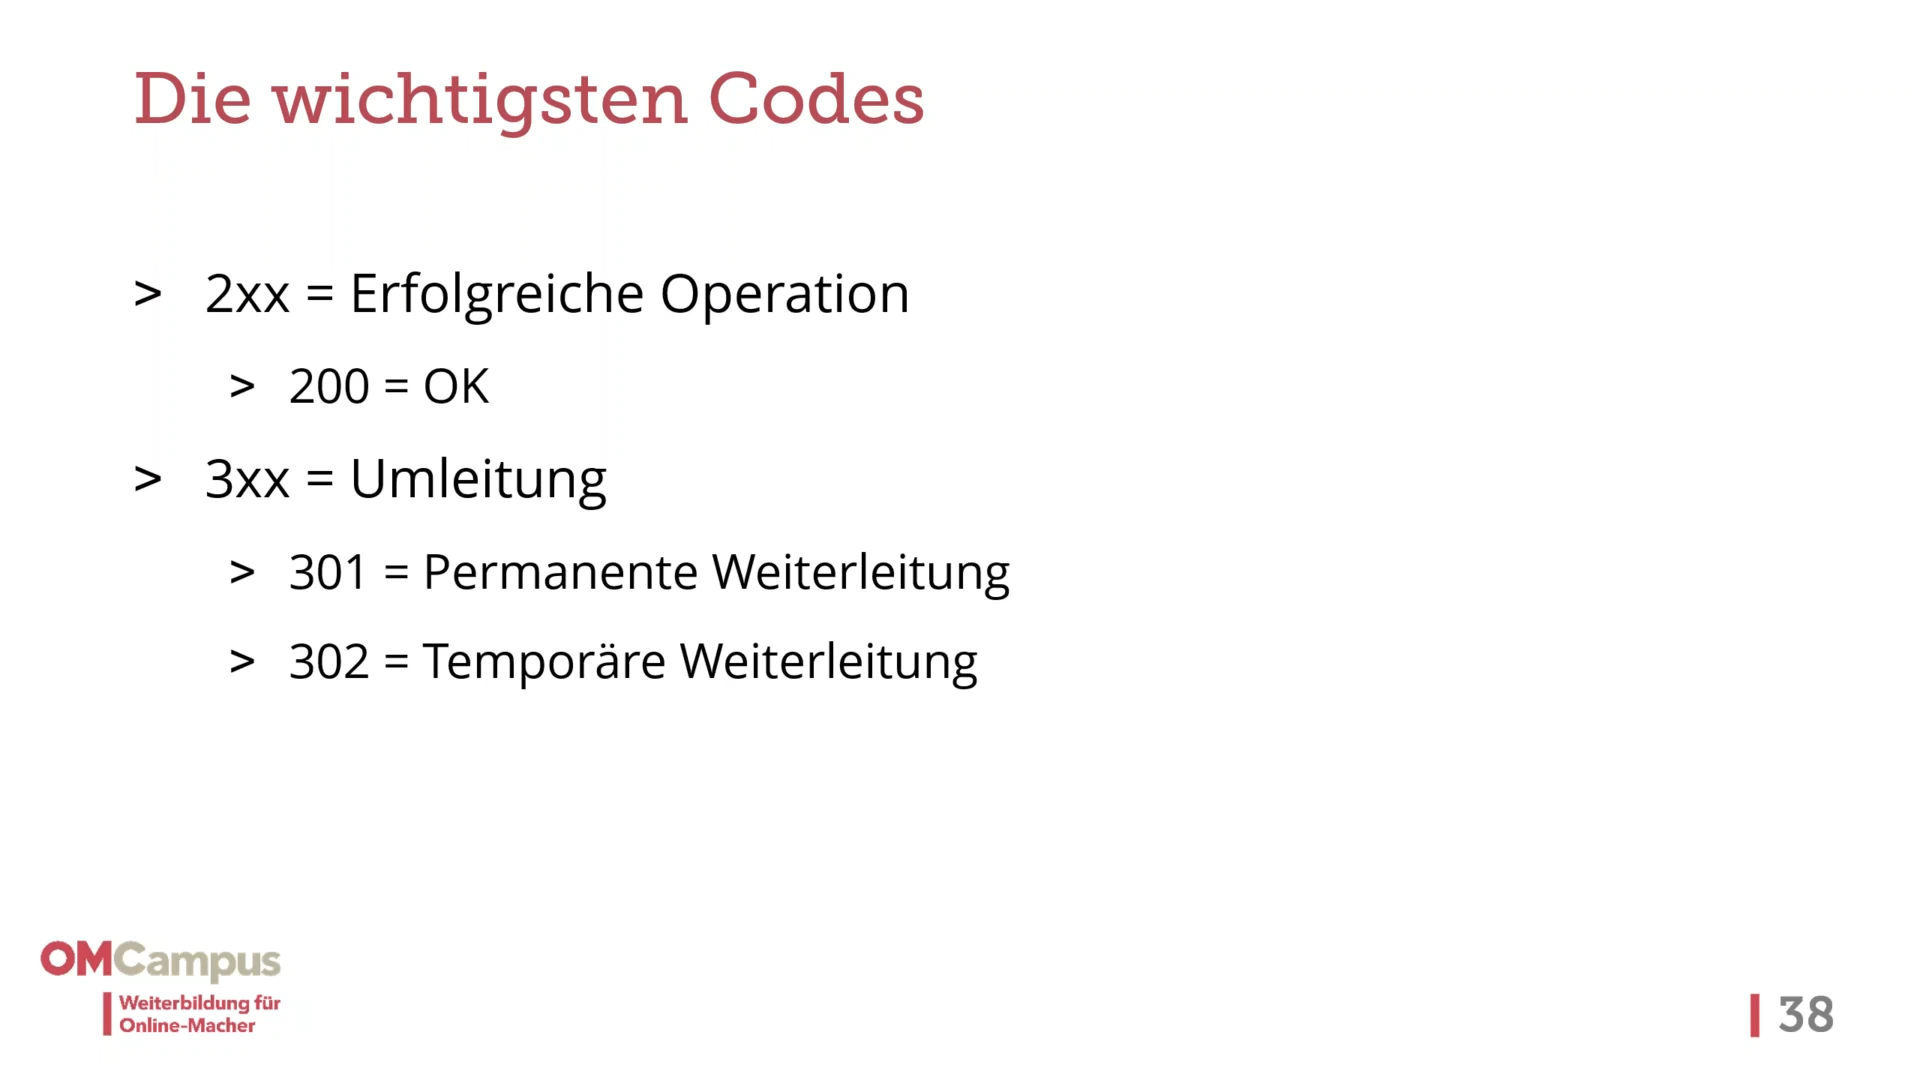 Die wichtigsten Codes
> 2xx = Erfolgreiche Operation
> 200 = OK
> 3xx = Umleitung
> 301 = Permanente Weiterleitung
> 302 = Temporäre Weiterleitung
OMCampus
Weiterbildung für
Online-Macher
38